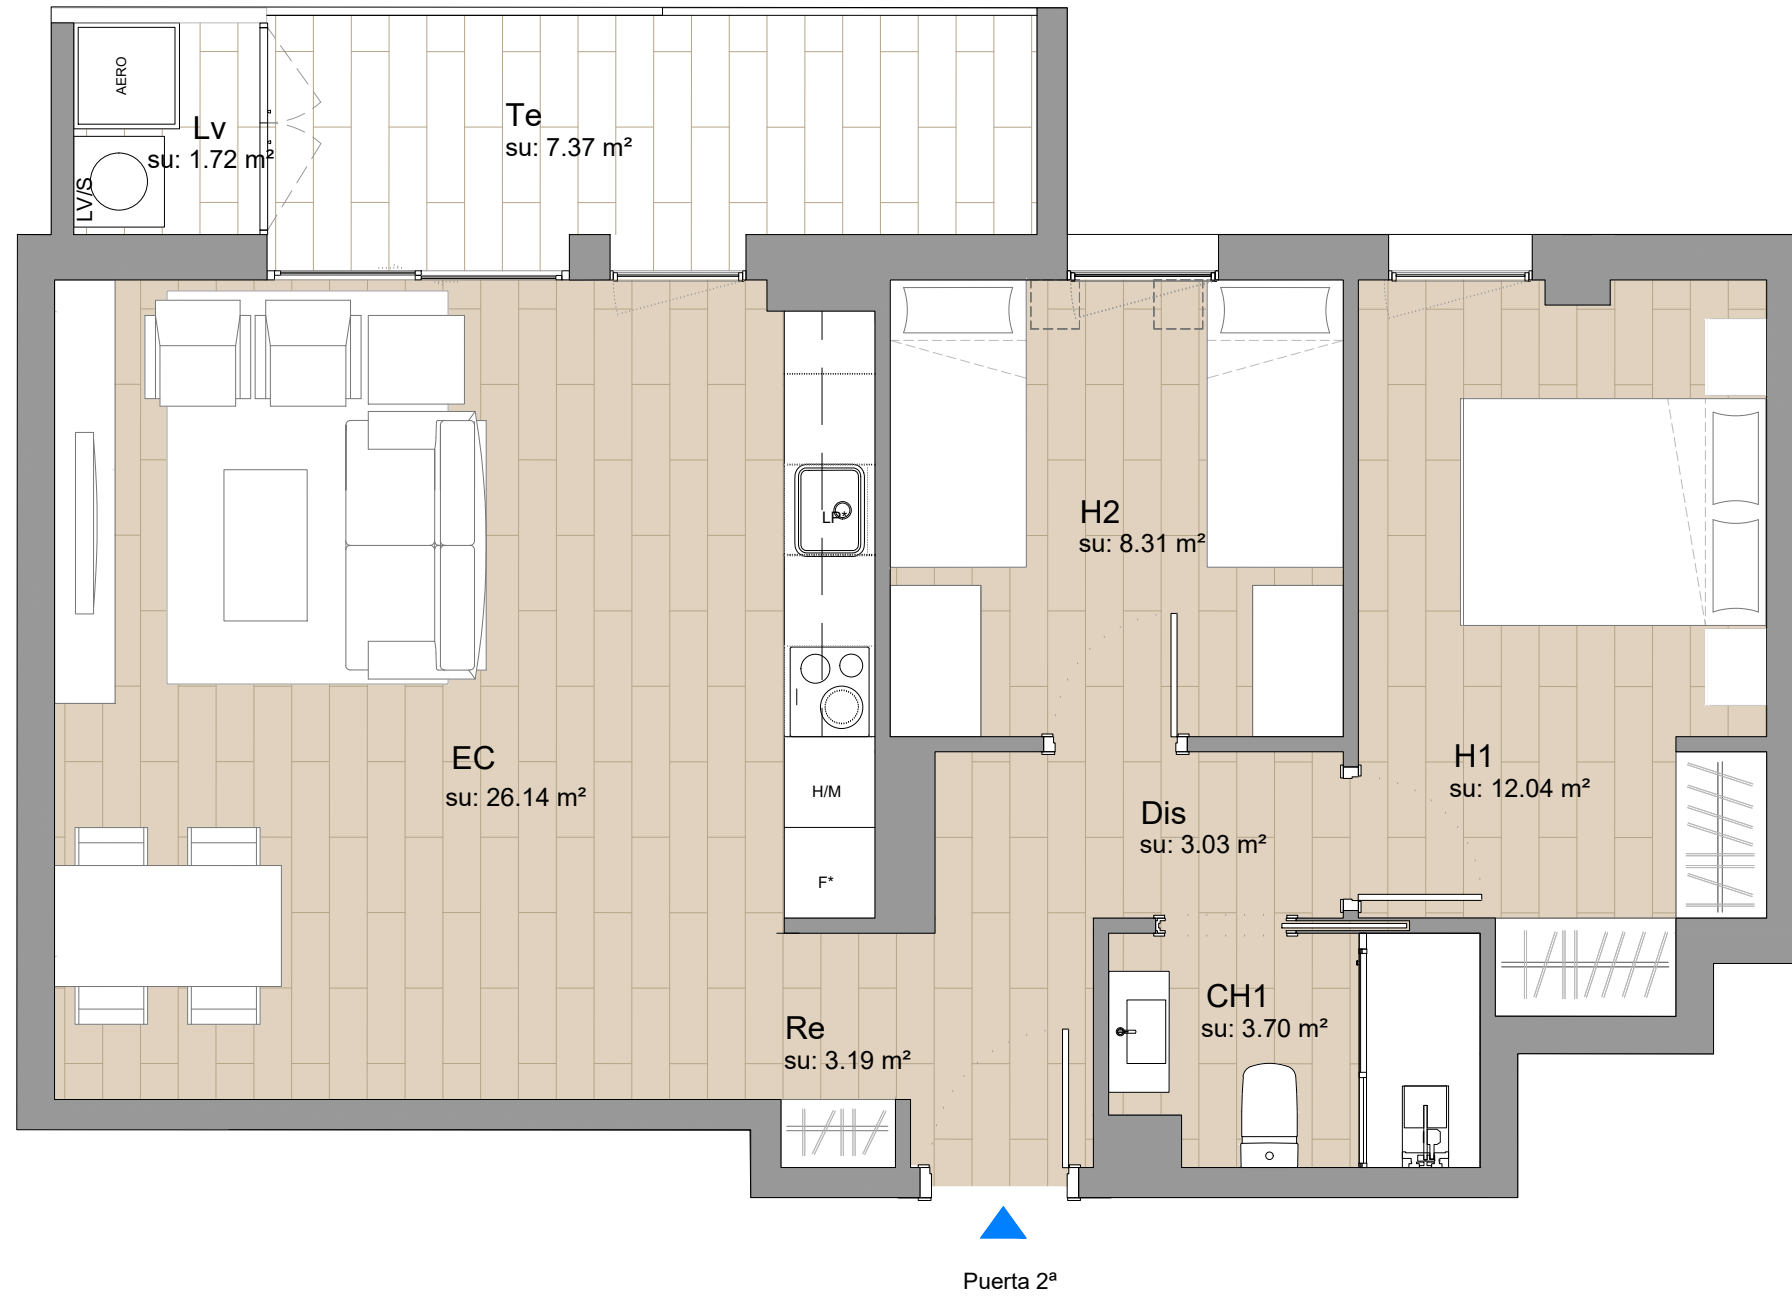 AERO
Lv
su: 1.72 m²
LV/S
Te
su: 7.37 m²
H2
su: 8.31 m²
EC
su: 26.14 m²
H/M
F*
Dis
su: 3.03 m²
H1
su: 12.04 m²
Re
su: 3.19 m²
CH1
su: 3.70 m²
Puerta 2ª